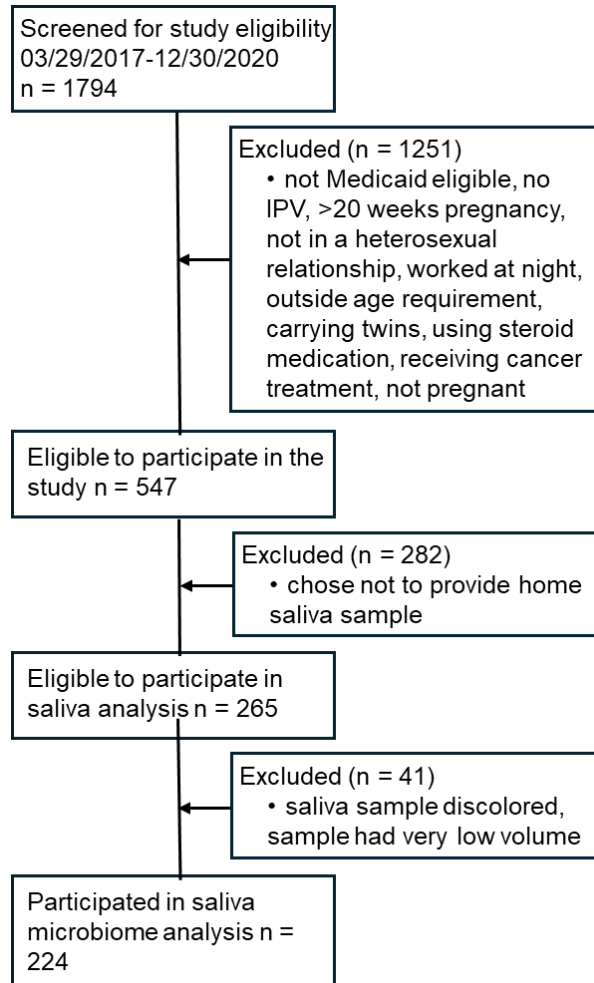 Screened for study eligibility
03/29/2017-12/30/2020
n = 1794
Excluded (n = 1251)
• not Medicaid eligible, no
IPV, >20 weeks pregnancy,
not in a heterosexual
relationship, worked at night,
outside age requirement,
carrying twins, using steroid
medication, receiving cancer
treatment, not pregnant
Eligible to participate in the
study n = 547
Excluded (n = 282)
• chose not to provide home
saliva sample
Eligible to participate in
saliva analysis n = 265
Excluded (n = 41)
• saliva sample discolored,
sample had very low volume
Participated in saliva
microbiome analysis n =
224